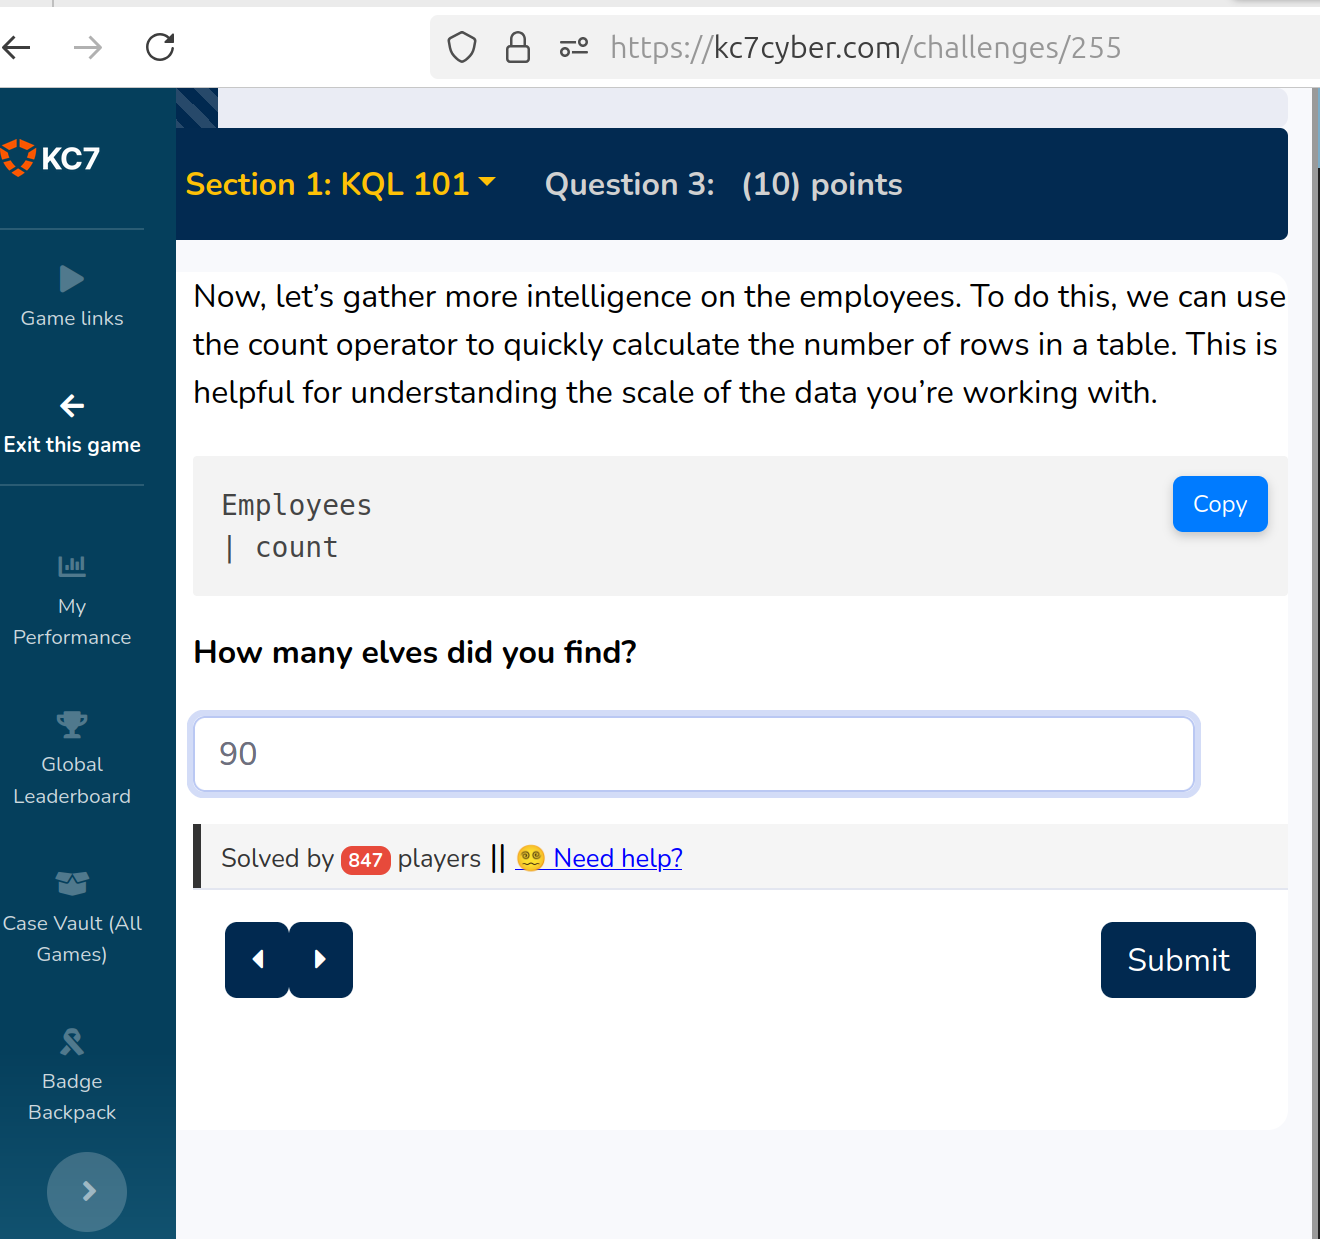 https://kc7cyber.com/challenges/255
KC7
Game links
Exit this game
My
Performance
Global
Leaderboard
Case Vault (All
Games)
Badge
Backpack
Section 1: KQL 101 Question 3: (10) points
Now, let’s gather more intelligence on the employees. To do this, we can use
the count operator to quickly calculate the number of rows in a table. This is
helpful for understanding the scale of the data you’re working with.
Employees
| count
Copy
How many elves did you find?
90
Solved by 847 players || 😵‍💫 Need help?
Submit